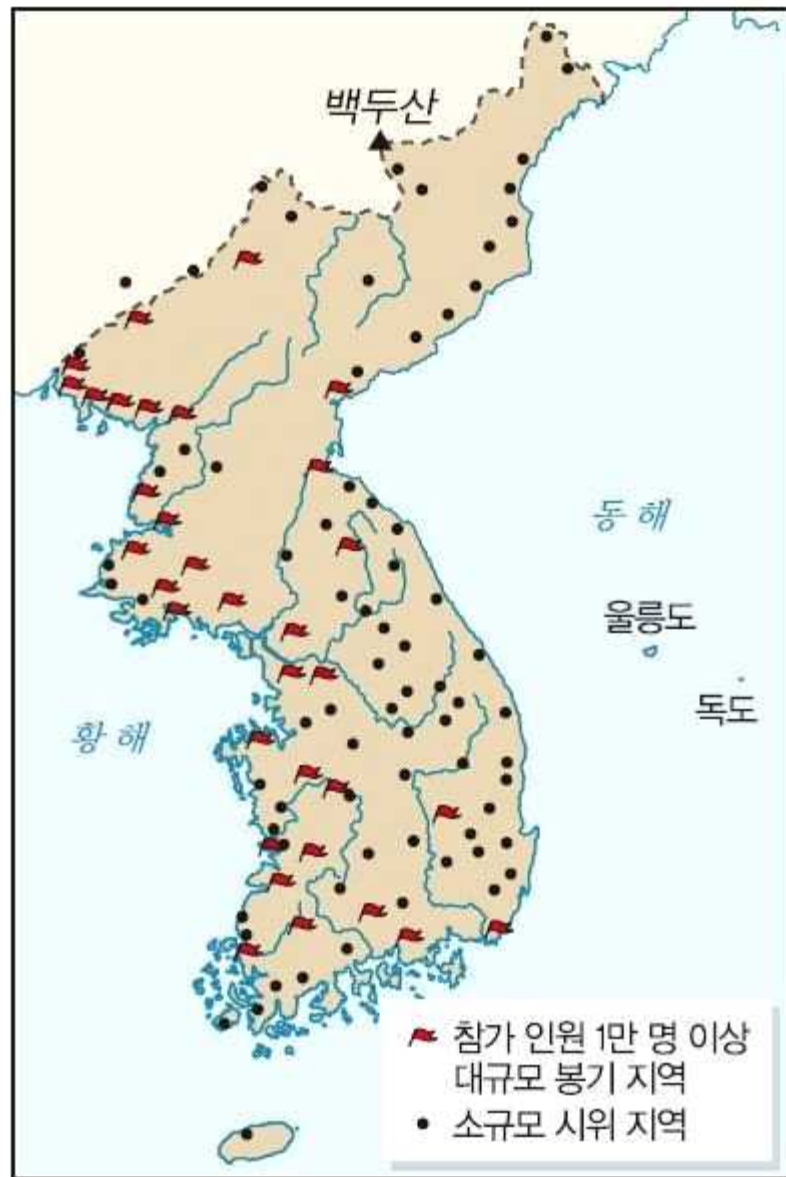 백두산
동해
울릉도
독도
황해
참가 인원 1만 명 이상
대규모 봉기 지역
소규모 시위 지역